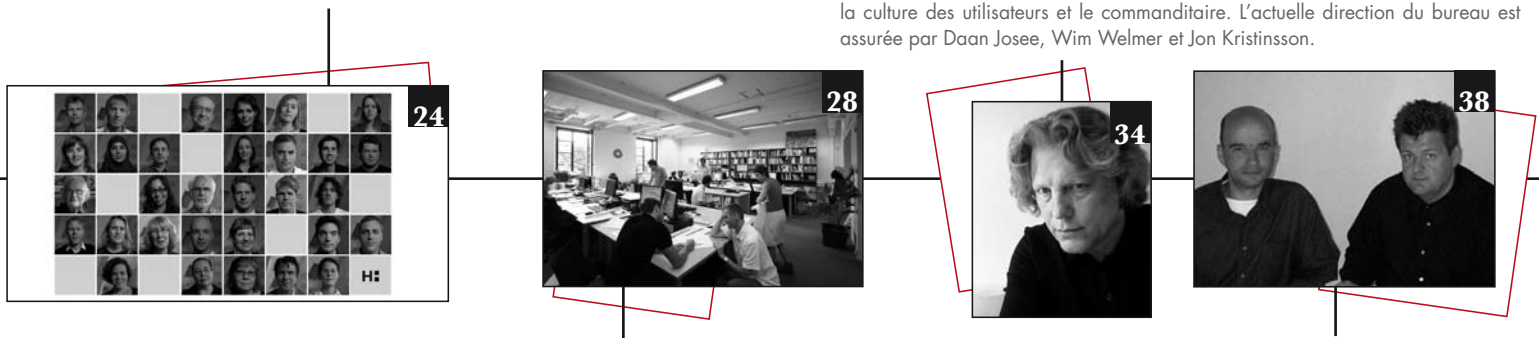 la culture des utilisateurs et le commanditaire. L'actuelle direction du bureau est
assurée par Daan Josee, Wim Welmer et Jon Kristinsson.
24
28
34
38
H: